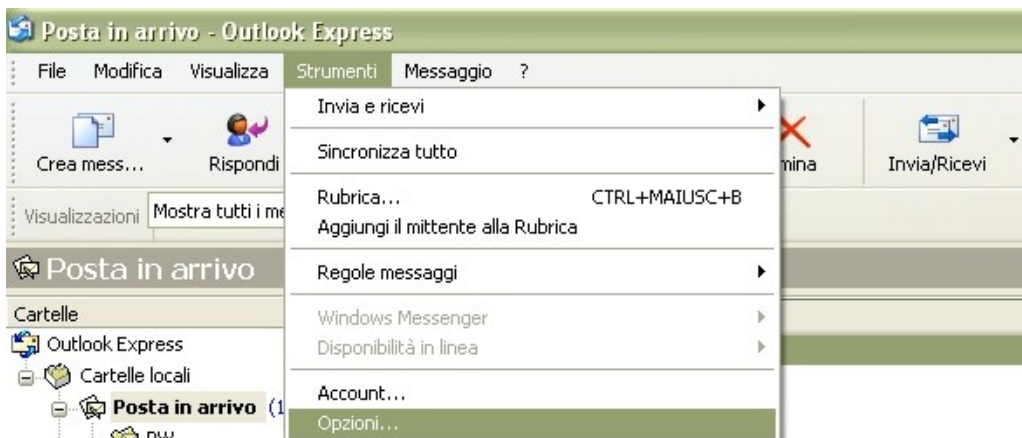 Posta in arrivo - Outlook Express
File Modifica Visualizza Strumenti Messaggio ?
Invia e ricevi
Crea mess... Rispondi mina Invia/Ricevi
Sincronizza tutto
Rubrica... CTRL+MAIUSC+B
Visualizzazioni Mostra tutti i me
Aggiungi il mittente alla Rubrica
Posta in arrivo
Regole messaggi
Cartelle
Windows Messenger
Outlook Express
Disponibilità in linea
Cartelle locali
Account...
Posta in arrivo (1
Opzioni...